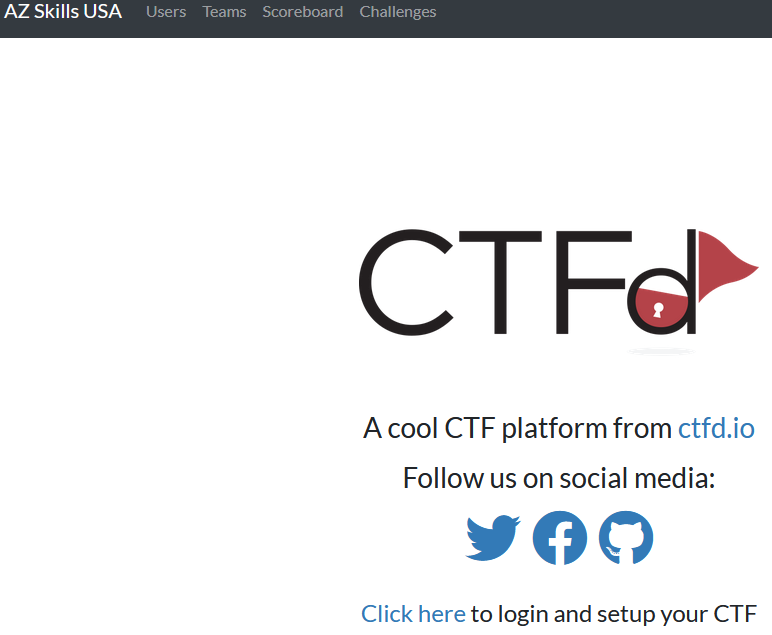 AZ Skills USA Users Teams Scoreboard Challenges
CTFd
A cool CTF platform from ctfd.io
Follow us on social media:
Click here to login and setup your CTF